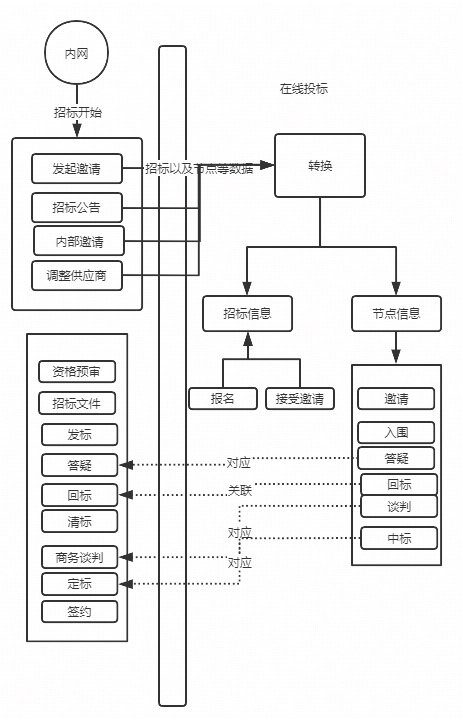 内网
在线投标
招标开始
发起邀请
招标以及节点等数据
转换
招标公告
内部邀请
调整供应商
招标信息
节点信息
报名
接受邀请
资格预审
招标文件
发标
答疑
回标
清标
商务谈判
定标
签约
邀请
入围
答疑
回标
谈判
中标
对应
关联
对应
对应